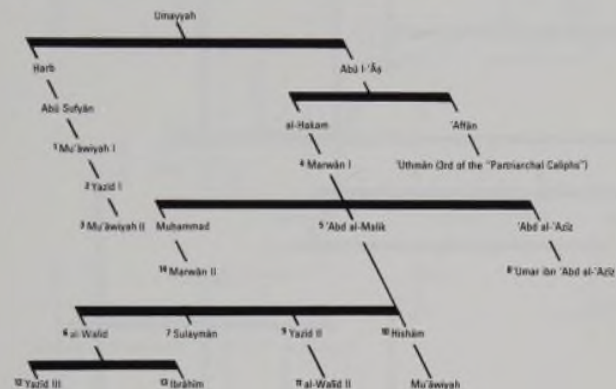 Umayyah
Harb
Abū l-'Āṣ
Abū Sufyān
al-Hakam
'Affān
1 Mu'āwiyah I
4 Marwān I
'Uthmān (3rd of the "Partriarchal Caliphs")
2 Yazīd I
3 Mu'āwiyah II
Muhammad
5 'Abd al-Malik
'Abd al-'Azīz
14 Marwān II
8 'Umar ibn 'Abd al-'Azīz
6 al-Walīd
7 Sulaymān
9 Yazīd II
10 Hishām
12 Yazīd III
13 Ibrāhīm
11 al-Walīd II
Mu'āwiyah